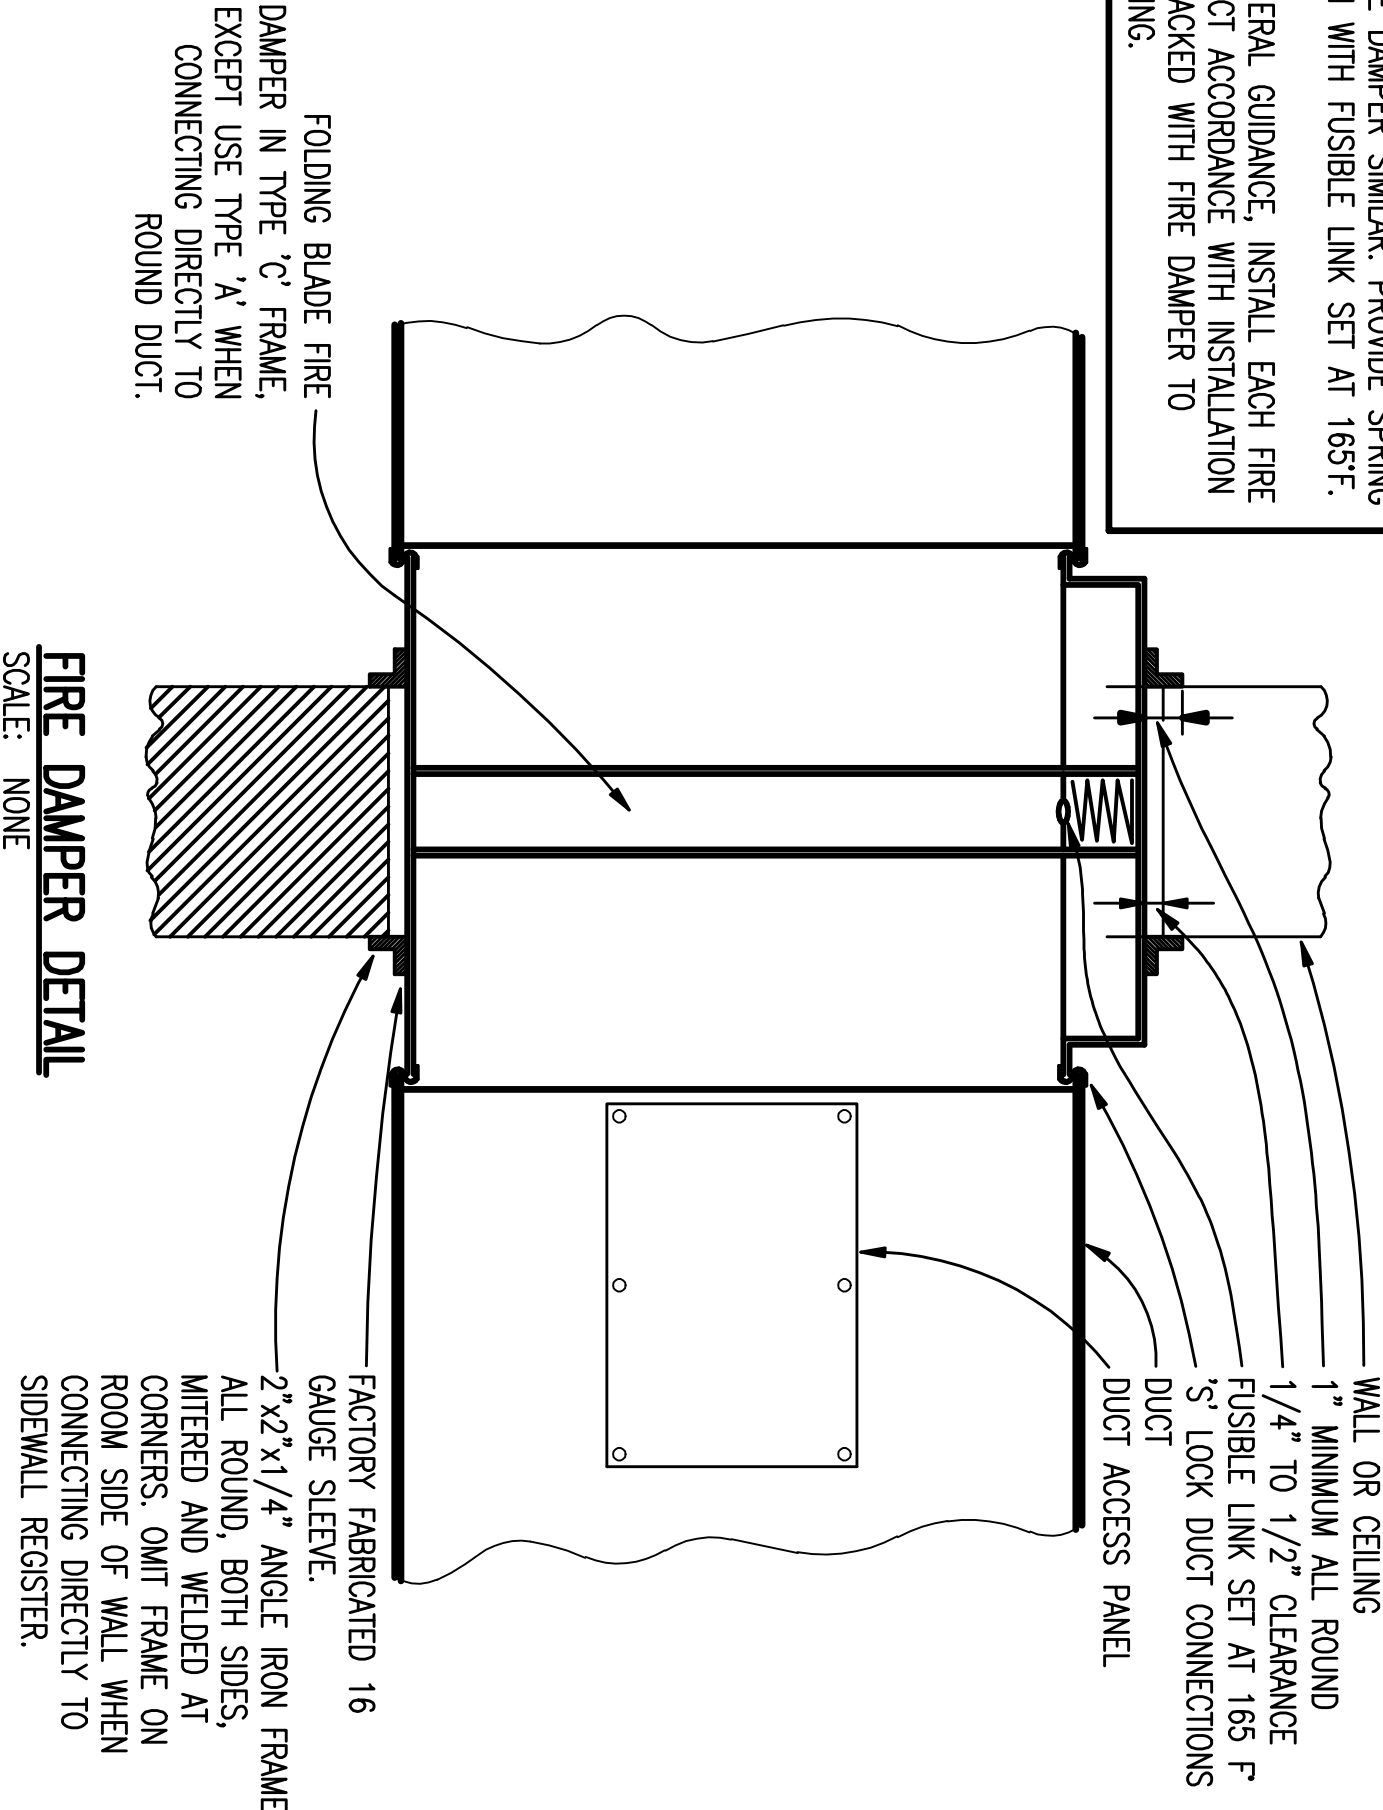 E DAMPER SIMILAR. PROVIDE SPRING
WITH FUSIBLE LINK SET AT 165°F.
ERAL GUIDANCE, INSTALL EACH FIRE
CT ACCORDANCE WITH INSTALLATION
ACKED WITH FIRE DAMPER TO
ING.
WALL OR CEILING
1" MINIMUM ALL ROUND
1/4" TO 1/2" CLEARANCE
FUSIBLE LINK SET AT 165 F°
'S' LOCK DUCT CONNECTIONS
DUCT
DUCT ACCESS PANEL
FOLDING BLADE FIRE
DAMPER IN TYPE 'C' FRAME,
EXCEPT USE TYPE 'A' WHEN
CONNECTING DIRECTLY TO
ROUND DUCT.
FACTORY FABRICATED 16
GAUGE SLEEVE.
2"x2"x1/4" ANGLE IRON FRAME
ALL ROUND, BOTH SIDES,
MITERED AND WELDED AT
CORNERS. OMIT FRAME ON
ROOM SIDE OF WALL WHEN
CONNECTING DIRECTLY TO
SIDEWALL REGISTER.
FIRE DAMPER DETAIL
SCALE: NONE